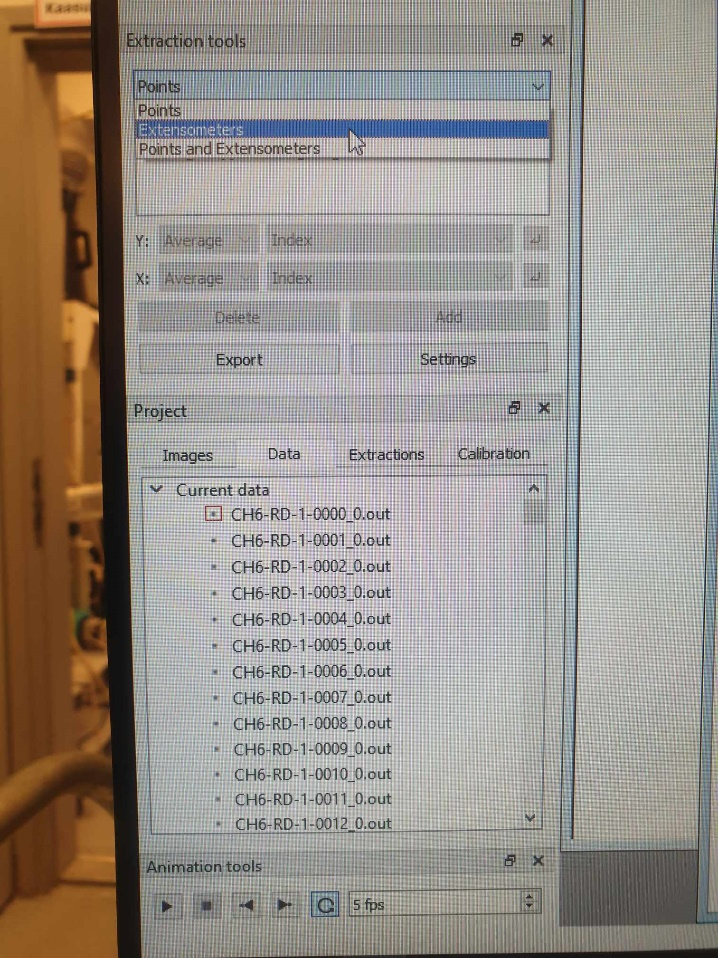 Extraction tools
Points
Points
Extensometers
Points and Extensometers
Y: Average Index
X: Average Index
Delete Add
Export Settings
Project
Images Data Extractions Calibration
Current data
CH6-RD-1-0000_0.out
CH6-RD-1-0001_0.out
CH6-RD-1-0002_0.out
CH6-RD-1-0003_0.out
CH6-RD-1-0004_0.out
CH6-RD-1-0005_0.out
CH6-RD-1-0006_0.out
CH6-RD-1-0007_0.out
CH6-RD-1-0008_0.out
CH6-RD-1-0009_0.out
CH6-RD-1-0010_0.out
CH6-RD-1-0011_0.out
CH6-RD-1-0012_0.out
Animation tools
5 fps